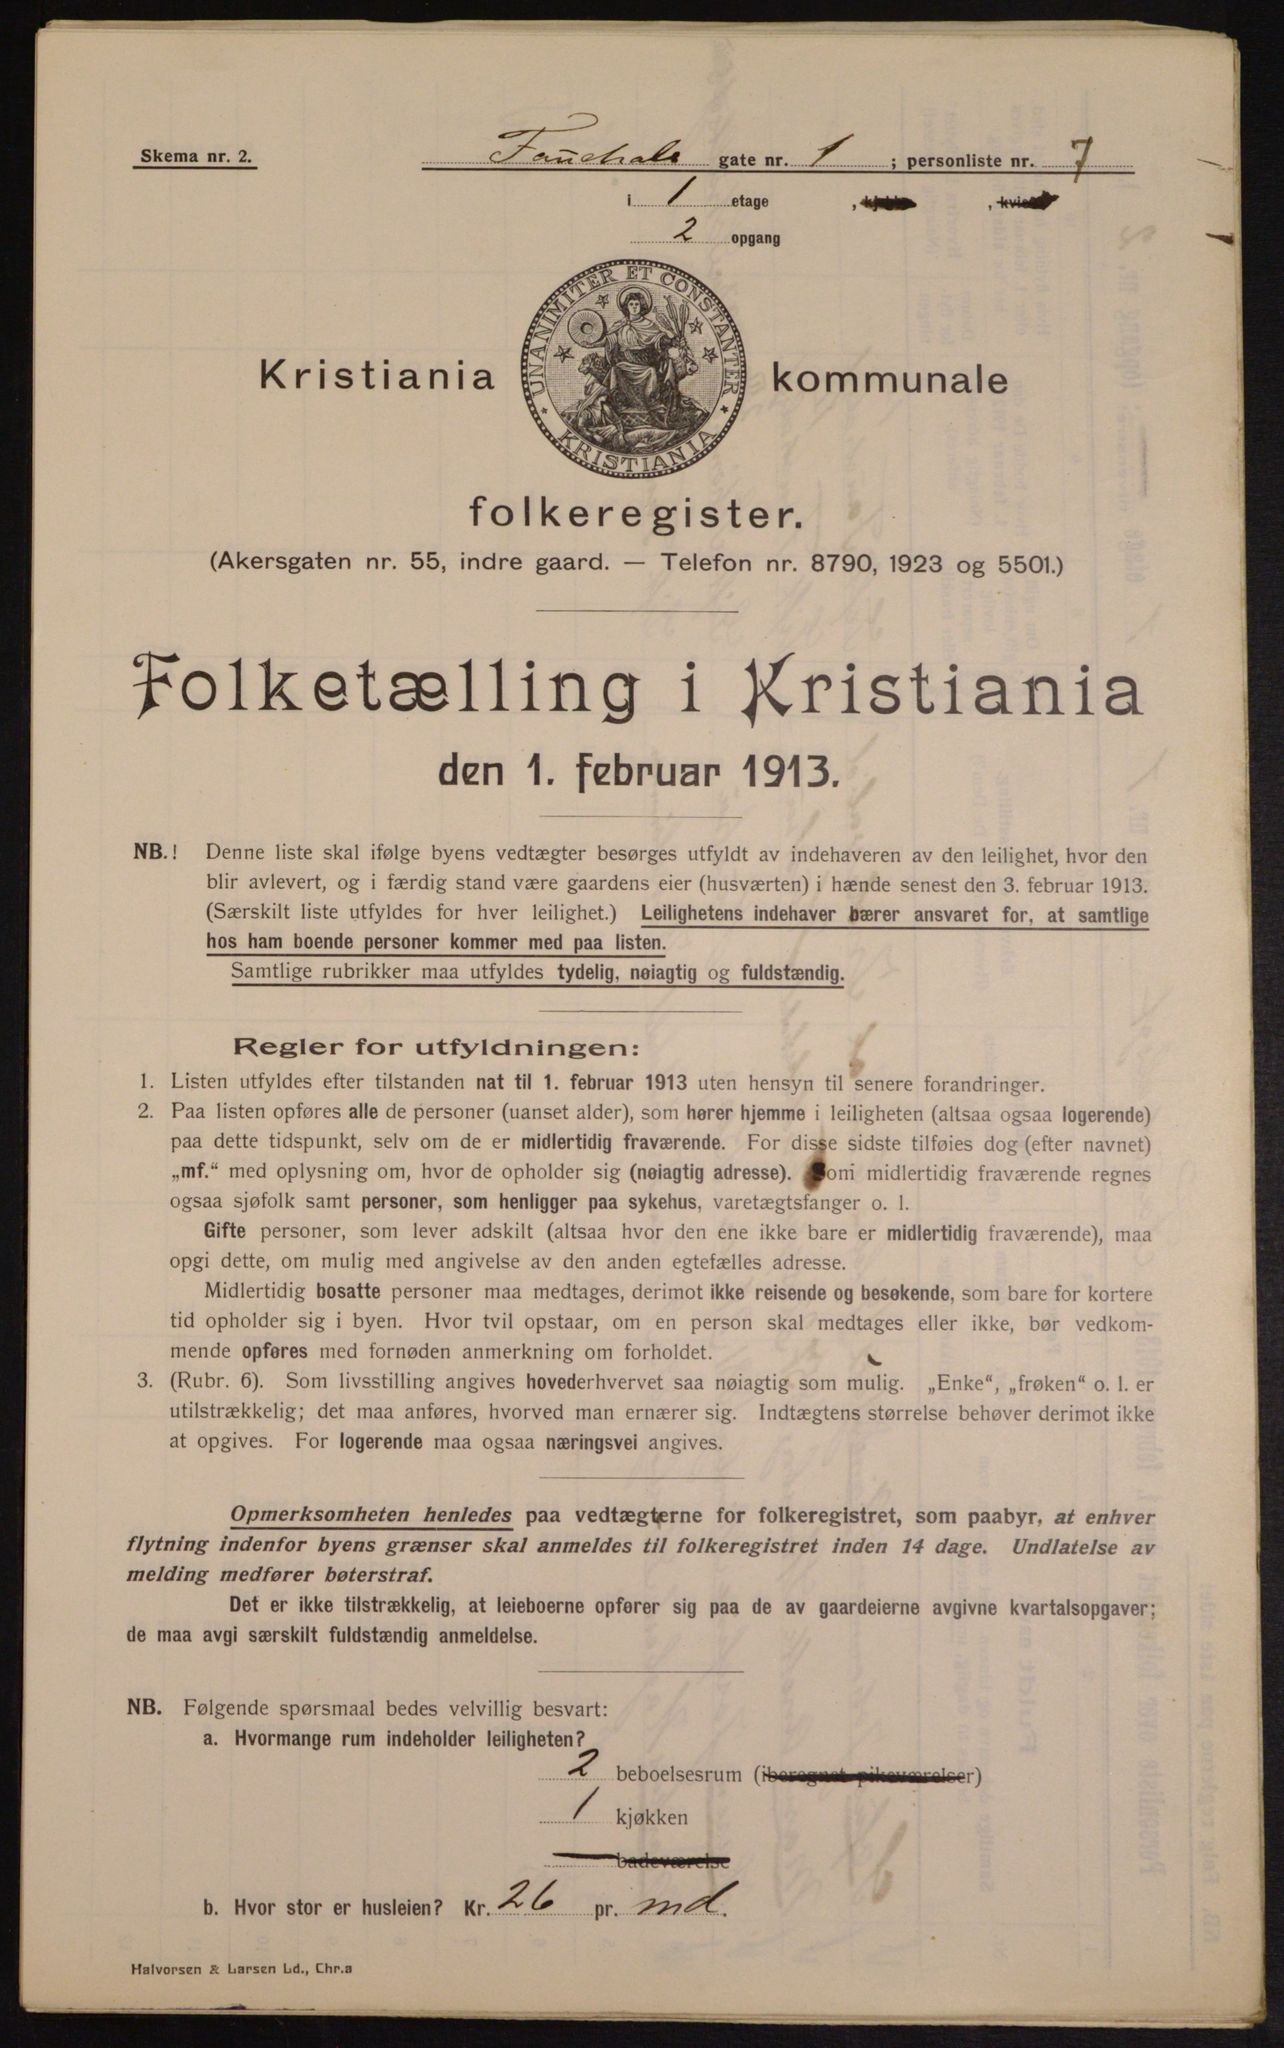 Skema nr. 2.
Fauchals gate nr. 1 ; personliste nr. 7
i 1 etage , kjeld , kvist
2 opgang
UNANIMITER ET CONSTANTER
KRISTIANIA
Kristiania kommunale
folkeregister.
(Akersgaten nr. 55, indre gaard. — Telefon nr. 8790, 1923 og 5501.)
Folketælling i Kristiania
den 1. februar 1913.
NB.! Denne liste skal ifølge byens vedtægter besørges utfyldt av indehaveren av den leilighet, hvor den
blir avlevert, og i færdig stand være gaardens eier (husværten) i hænde senest den 3. februar 1913.
(Særskilt liste utfyldes for hver leilighet.) Leilighetens indehaver bærer ansvaret for, at samtlige
hos ham boende personer kommer med paa listen.
Samtlige rubrikker maa utfyldes tydelig, nøiagtig og fuldstændig.
Regler for utfyldningen:
1. Listen utfyldes efter tilstanden nat til 1. februar 1913 uten hensyn til senere forandringer.
2. Paa listen opføres alle de personer (uanset alder), som hører hjemme i leiligheten (altsaa ogsaa logerende)
paa dette tidspunkt, selv om de er midlertidig fraværende. For disse sidste tilføies dog (efter navnet)
„mf.“ med oplysning om, hvor de opholder sig (nøiagtig adresse). Som midlertidig fraværende regnes
ogsaa sjøfolk samt personer, som henligger paa sykehus, varetægtsfanger o. l.
Gifte personer, som lever adskilt (altsaa hvor den ene ikke bare er midlertidig fraværende), maa
opgi dette, om mulig med angivelse av den anden egtefælles adresse.
Midlertidig bosatte personer maa medtages, derimot ikke reisende og besøkende, som bare for kortere
tid opholder sig i byen. Hvor tvil opstaar, om en person skal medtages eller ikke, bør vedkom-
mende opføres med fornøden anmerkning om forholdet.
3. (Rubr. 6). Som livsstilling angives hovederhvervet saa nøiagtig som mulig. „Enke“, „frøken“ o. l. er
utilstrækkelig; det maa anføres, hvorved man ernærer sig. Indtægtens størrelse behøver derimot ikke
at opgives. For logerende maa ogsaa næringsvei angives.
Opmerksomheten henledes paa vedtægterne for folkeregistret, som paabyr, at enhver
flytning indenfor byens grænser skal anmeldes til folkeregistret inden 14 dage. Undlatelse av
melding medfører bøterstraf.
Det er ikke tilstrækkelig, at leieboerne opfører sig paa de av gaardeierne avgivne kvartalsopgaver;
de maa avgi særskilt fuldstændig anmeldelse.
NB. Følgende spørsmaal bedes velvillig besvart:
a. Hvormange rum indeholder leiligheten?
2 beboelsesrum (iberegnet pikeværelser)
1 kjøkken
badeværelse
b. Hvor stor er husleien? Kr. 26 pr. md.
Halvorsen & Larsen Ld., Chr.a